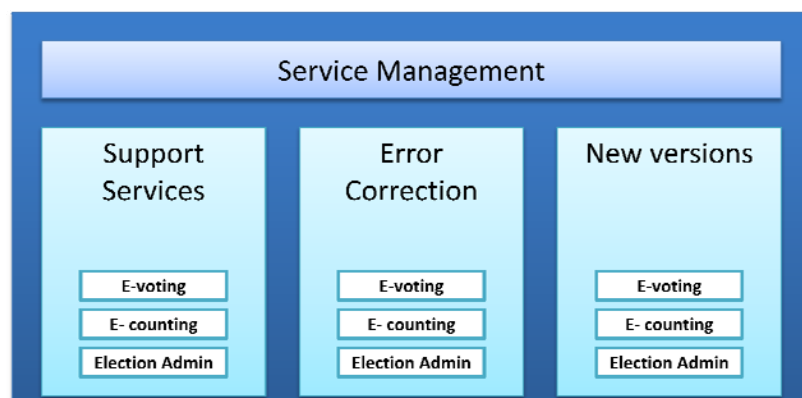 Service Management
Support
Services
E-voting
E- counting
Election Admin
Error
Correction
E-voting
E- counting
Election Admin
New versions
E-voting
E- counting
Election Admin